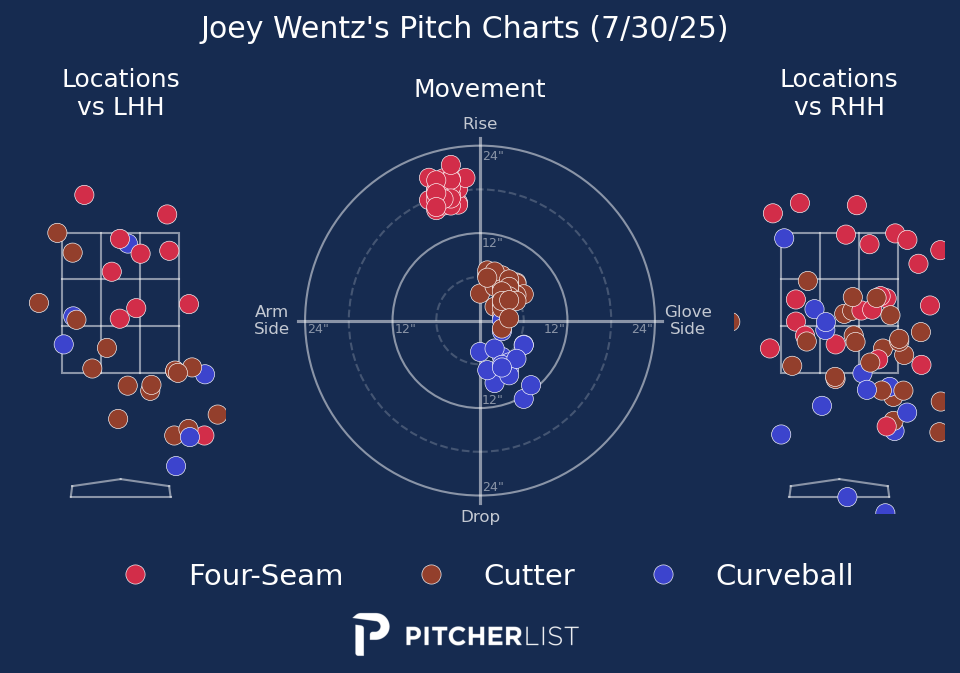 Joey Wentz's Pitch Charts (7/30/25)
Locations
vs LHH
Movement
Locations
vs RHH
Rise
24"
12"
Arm
Side
24"
12"
12"
24"
Glove
Side
12"
24"
Drop
Four-Seam
Cutter
Curveball
PITCHERLIST